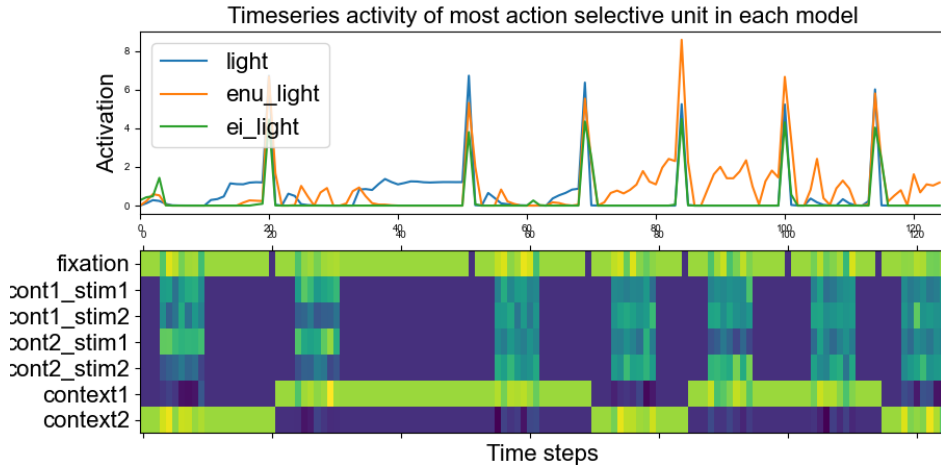 Timeseries activity of most action selective unit in each model
Activation
8
6
4
2
0
light
enu_light
ei_light
0 20 40 60 80 100 120
fixation
cont1_stim1
cont1_stim2
cont2_stim1
cont2_stim2
context1
context2
Time steps